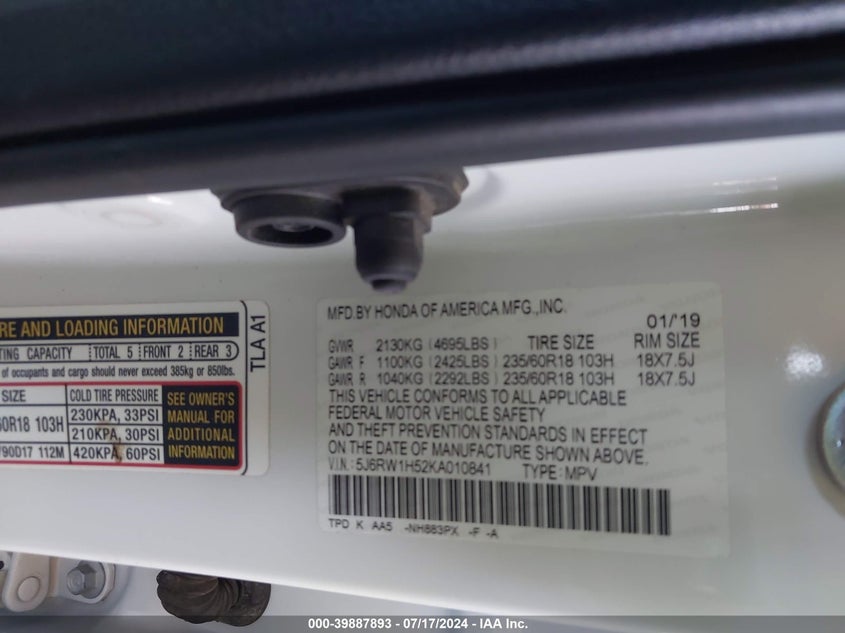 RE AND LOADING INFORMATION
TING CAPACITY TOTAL 5 FRONT 2 REAR 3
of occupants and cargo should never exceed 385kg or 850lbs.
SIZE COLD TIRE PRESSURE
60R18 103H 230KPA, 33PSI
210KPA, 30PSI
/90D17 112M 420KPA, 60PSI
SEE OWNER'S
MANUAL FOR
ADDITIONAL
INFORMATION
TLA A1
MFD.BY HONDA OF AMERICA MFG.,INC. 01/'19
GVWR 2130KG (4695LBS) TIRE SIZE RIM SIZE
GAWR F 1100KG (2425LBS) 235/60R18 103H 18X7.5J
GAWR R 1040KG (2292LBS) 235/60R18 103H 18X7.5J
THIS VEHICLE CONFORMS TO ALL APPLICABLE
FEDERAL MOTOR VEHICLE SAFETY
AND THEFT PREVENTION STANDARDS IN EFFECT
ON THE DATE OF MANUFACTURE SHOWN ABOVE.
V.I.N: 5J6RW1H52KA010841 TYPE: MPV
TPD K AA5 -NH883PX -F -A
000-39887893 - 07/17/2024 - IAA Inc.